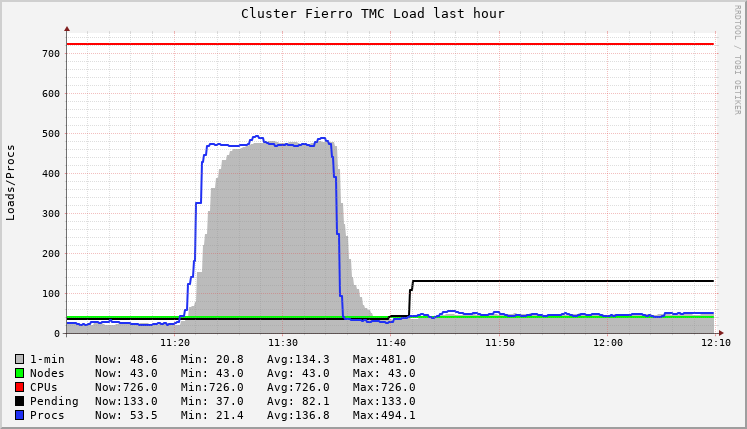 Cluster Fierro TMC Load last hour
RRDTOOL / TOBI OETIKER
Loads/Procs
700
600
500
400
300
200
100
0
11:20 11:30 11:40 11:50 12:00 12:10
1-min Now: 48.6 Min: 20.8 Avg:134.3 Max:481.0
Nodes Now: 43.0 Min: 43.0 Avg: 43.0 Max: 43.0
CPUs Now:726.0 Min:726.0 Avg:726.0 Max:726.0
Pending Now:133.0 Min: 37.0 Avg: 82.1 Max:133.0
Procs Now: 53.5 Min: 21.4 Avg:136.8 Max:494.1